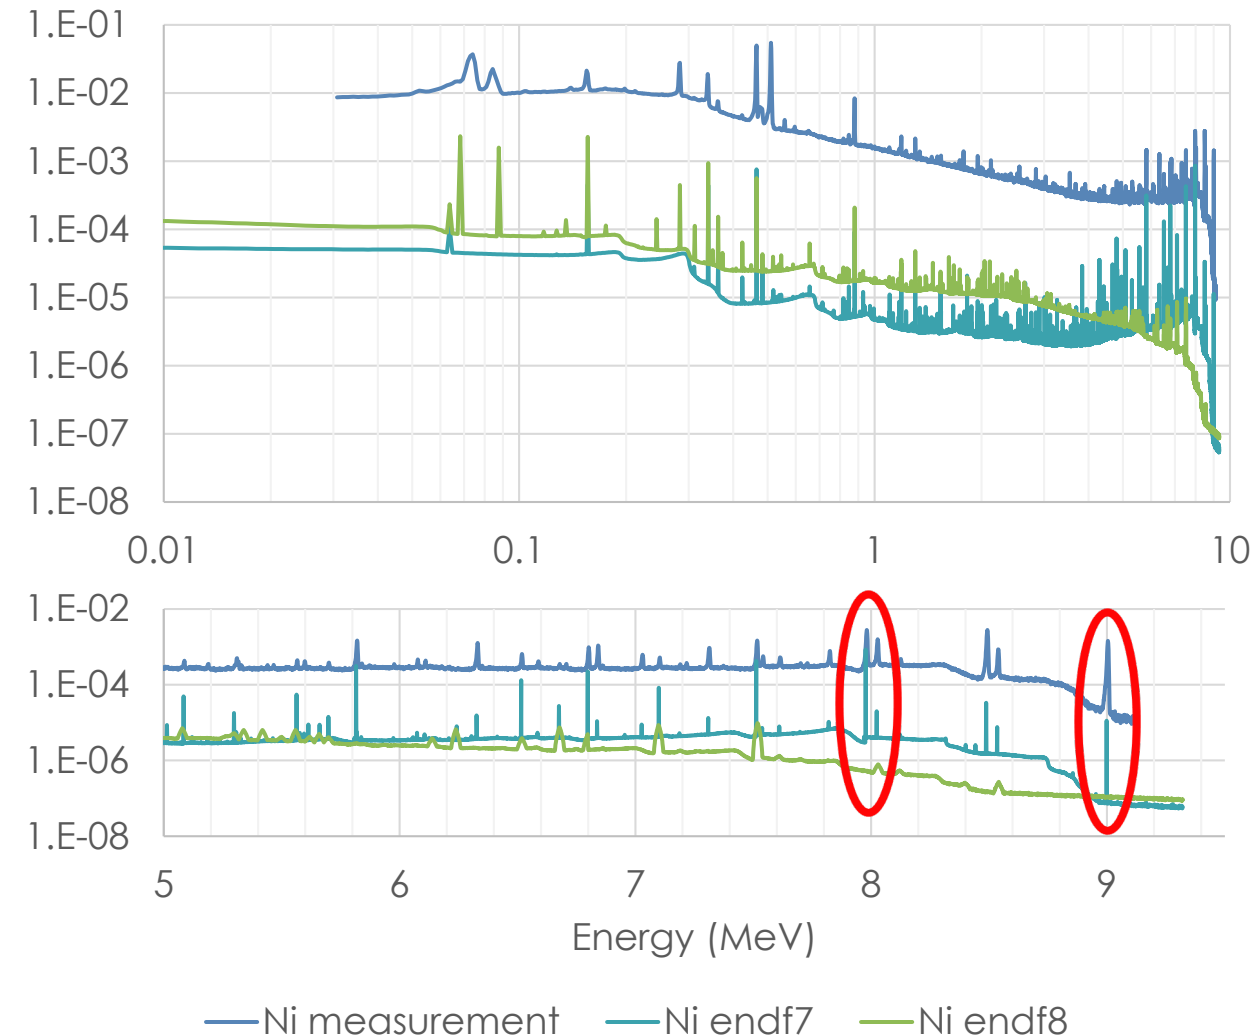 1.E-01
1.E-02
1.E-03
1.E-04
1.E-05
1.E-06
1.E-07
1.E-08
0.01 0.1 1 10
1.E-02
1.E-04
1.E-06
1.E-08
5 6 7 8 9
Energy (MeV)
Ni measurement Ni endf7 Ni endf8